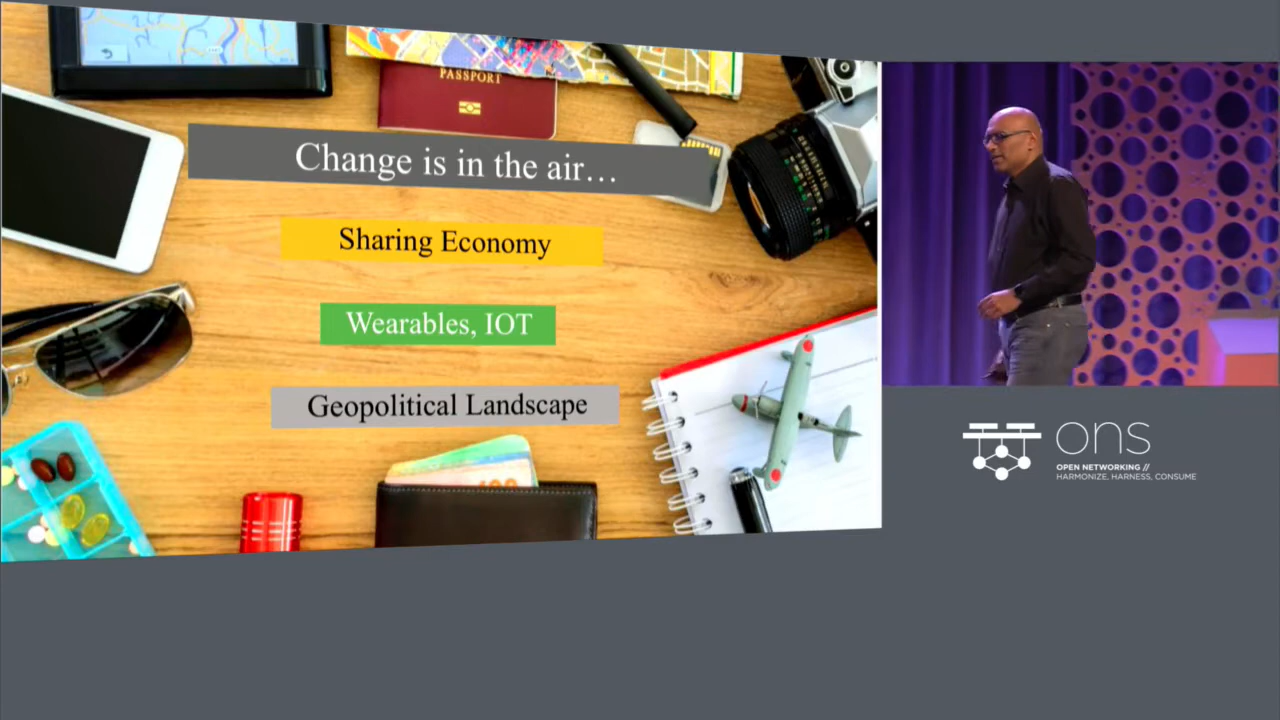 PASSPORT
Change is in the air…
Sharing Economy
Wearables, IOT
Geopolitical Landscape
ons
OPEN NETWORKING //
HARMONIZE, HARNESS, CONSUME